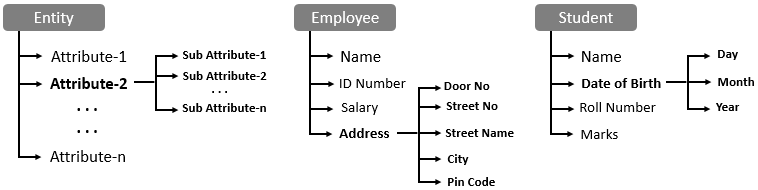 Entity
Attribute-1
Attribute-2
Sub Attribute-1
Sub Attribute-2
...
Sub Attribute-n
...
...
Attribute-n
Employee
Name
ID Number
Salary
Address
Door No
Street No
Street Name
City
Pin Code
Student
Name
Date of Birth
Day
Month
Year
Roll Number
Marks